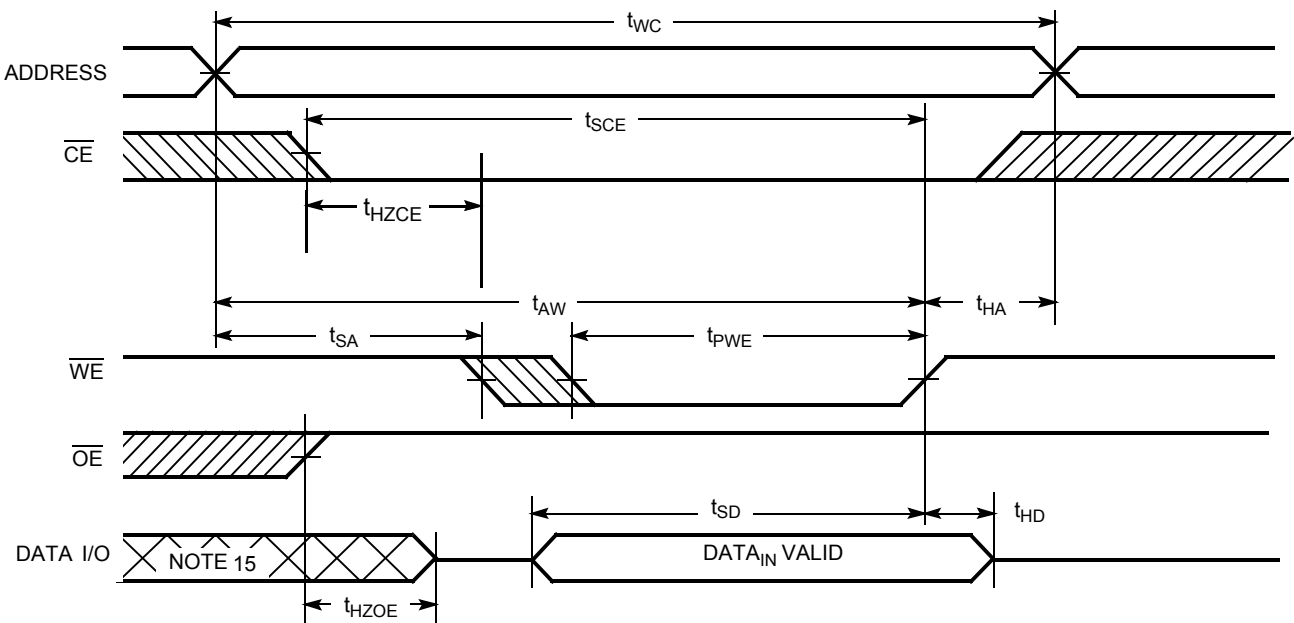 tWC
ADDRESS
tSCE
CE
tHZCE
tAW
tHA
tSA
tPWE
WE
OE
tSD
tHD
DATA I/O
NOTE 15
DATAIN VALID
tHZOE